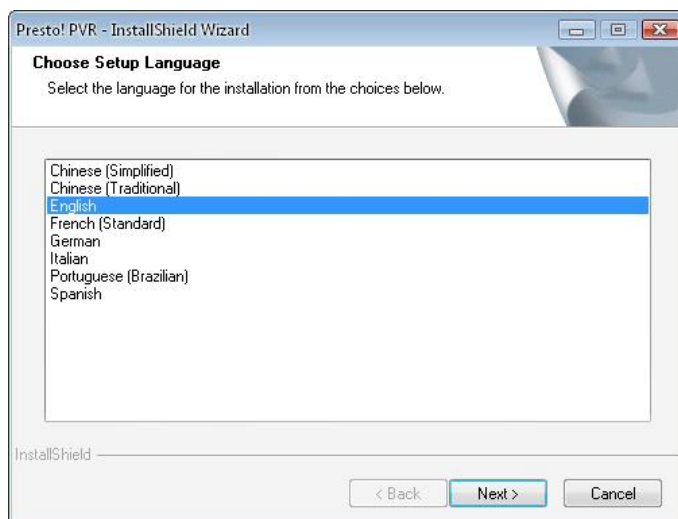 Presto! PVR - InstallShield Wizard
Choose Setup Language
Select the language for the installation from the choices below.
Chinese (Simplified)
Chinese (Traditional)
English
French (Standard)
German
Italian
Portuguese (Brazilian)
Spanish
InstallShield
< Back
Next >
Cancel